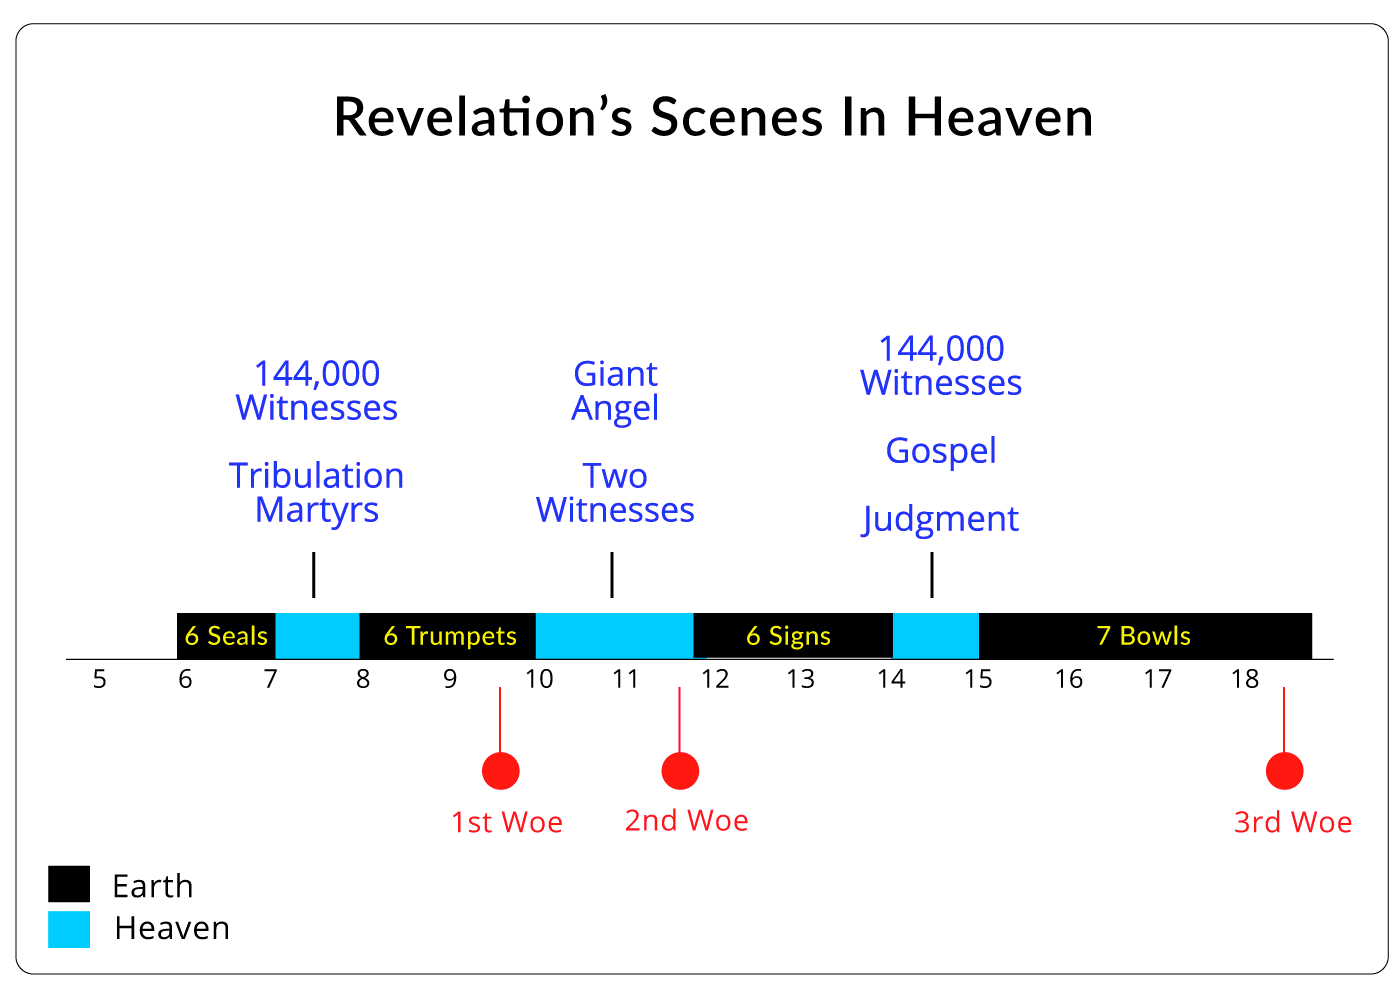 Revelation’s Scenes In Heaven
144,000
Witnesses
Tribulation
Martyrs
Giant
Angel
Two
Witnesses
144,000
Witnesses
Gospel
Judgment
6 Seals
6 Trumpets
6 Signs
7 Bowls
5 6 7 8 9 10 11 12 13 14 15 16 17 18
1st Woe
2nd Woe
3rd Woe
Earth
Heaven